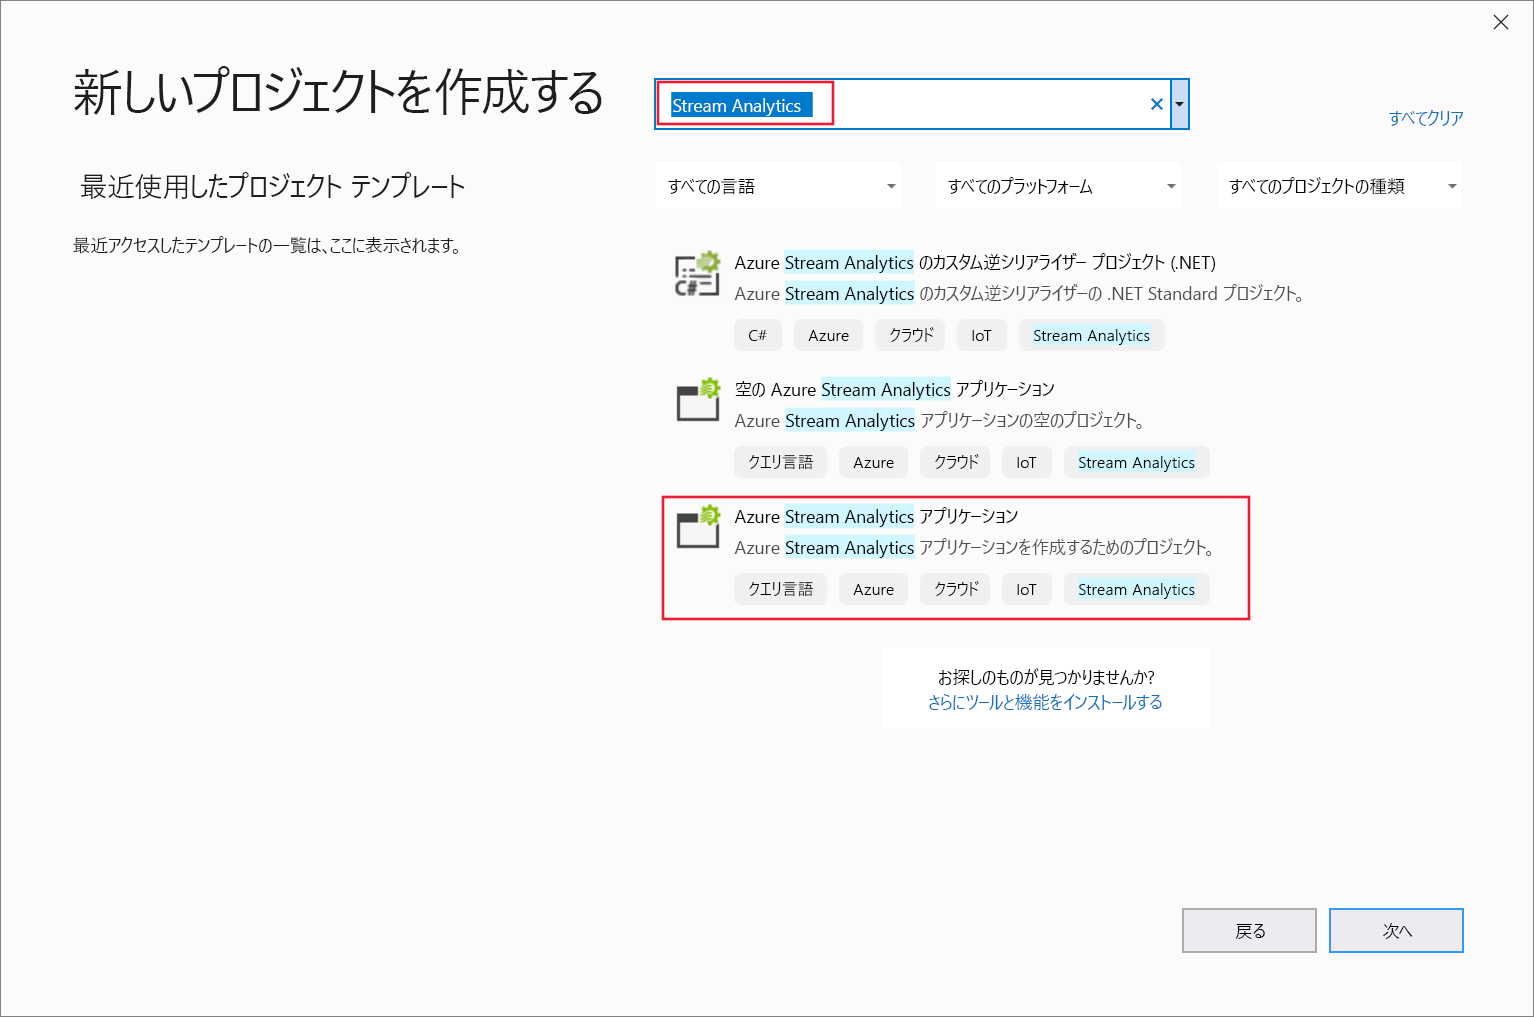 新しいプロジェクトを作成する
Stream Analytics
すべてクリア
最近使用したプロジェクト テンプレート
最近アクセスしたテンプレートの一覧は、ここに表示されます。
すべての言語
すべてのプラットフォーム
すべてのプロジェクトの種類
Azure Stream Analytics のカスタム逆シリアライザー プロジェクト (.NET)
Azure Stream Analytics のカスタム逆シリアライザーの .NET Standard プロジェクト。
C# Azure クラウド IoT Stream Analytics
空の Azure Stream Analytics アプリケーション
Azure Stream Analytics アプリケーションの空のプロジェクト。
クエリ言語 Azure クラウド IoT Stream Analytics
Azure Stream Analytics アプリケーション
Azure Stream Analytics アプリケーションを作成するためのプロジェクト。
クエリ言語 Azure クラウド IoT Stream Analytics
お探しのものが見つかりませんか?
さらにツールと機能をインストールする
戻る
次へ